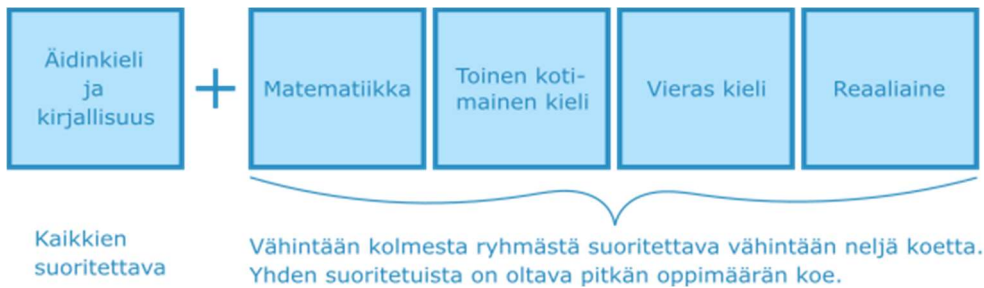 Äidinkieli
ja
kirjallisuus
+
Matematiikka
Toinen koti-
mainen kieli
Vieras kieli
Reaaliaine
Kaikkien
suoritettava
Vähintään kolmesta ryhmästä suoritettava vähintään neljä koetta.
Yhden suoritetuista on oltava pitkän oppimäärän koe.